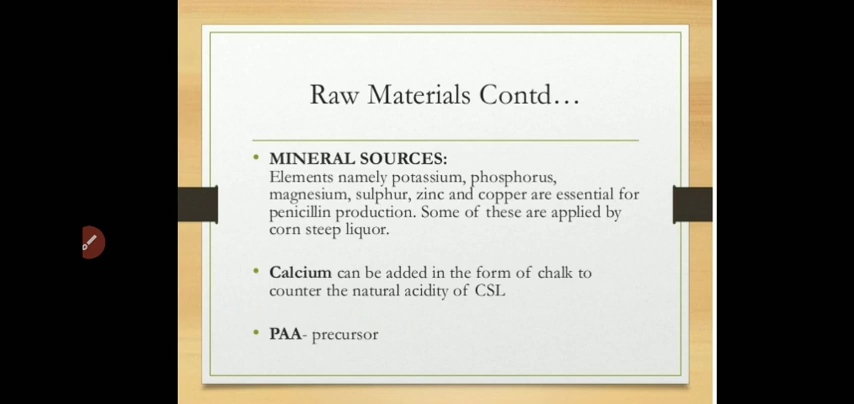 Raw Materials Contd…
• MINERAL SOURCES:
Elements namely potassium, phosphorus,
magnesium, sulphur, zinc and copper are essential for
penicillin production. Some of these are applied by
corn steep liquor.
• Calcium can be added in the form of chalk to
counter the natural acidity of CSL
• PAA- precursor